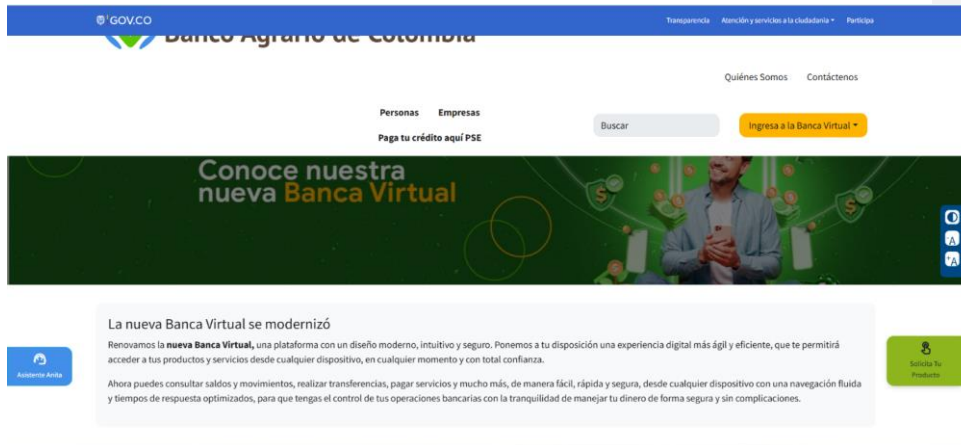 GOV.CO
Transparencia Atención y servicios a la ciudadanía Participa
Banco Agrario de Colombia
Quiénes Somos Contáctenos
Personas Empresas
Buscar
Ingresa a la Banca Virtual
Paga tu crédito aquí PSE
Conoce nuestra
nueva Banca Virtual
A
A
La nueva Banca Virtual se modernizó
Renovamos la nueva Banca Virtual, una plataforma con un diseño moderno, intuitivo y seguro. Ponemos a tu disposición una experiencia digital más ágil y eficiente, que te permitirá
acceder a tus productos y servicios desde cualquier dispositivo, en cualquier momento y con total confianza.
Ahora puedes consultar saldos y movimientos, realizar transferencias, pagar servicios y mucho más, de manera fácil, rápida y segura, desde cualquier dispositivo con una navegación fluida
y tiempos de respuesta optimizados, para que tengas el control de tus operaciones bancarias con la tranquilidad de manejar tu dinero de forma segura y sin complicaciones.
Asistente Anita
Solicita Tu
Producto